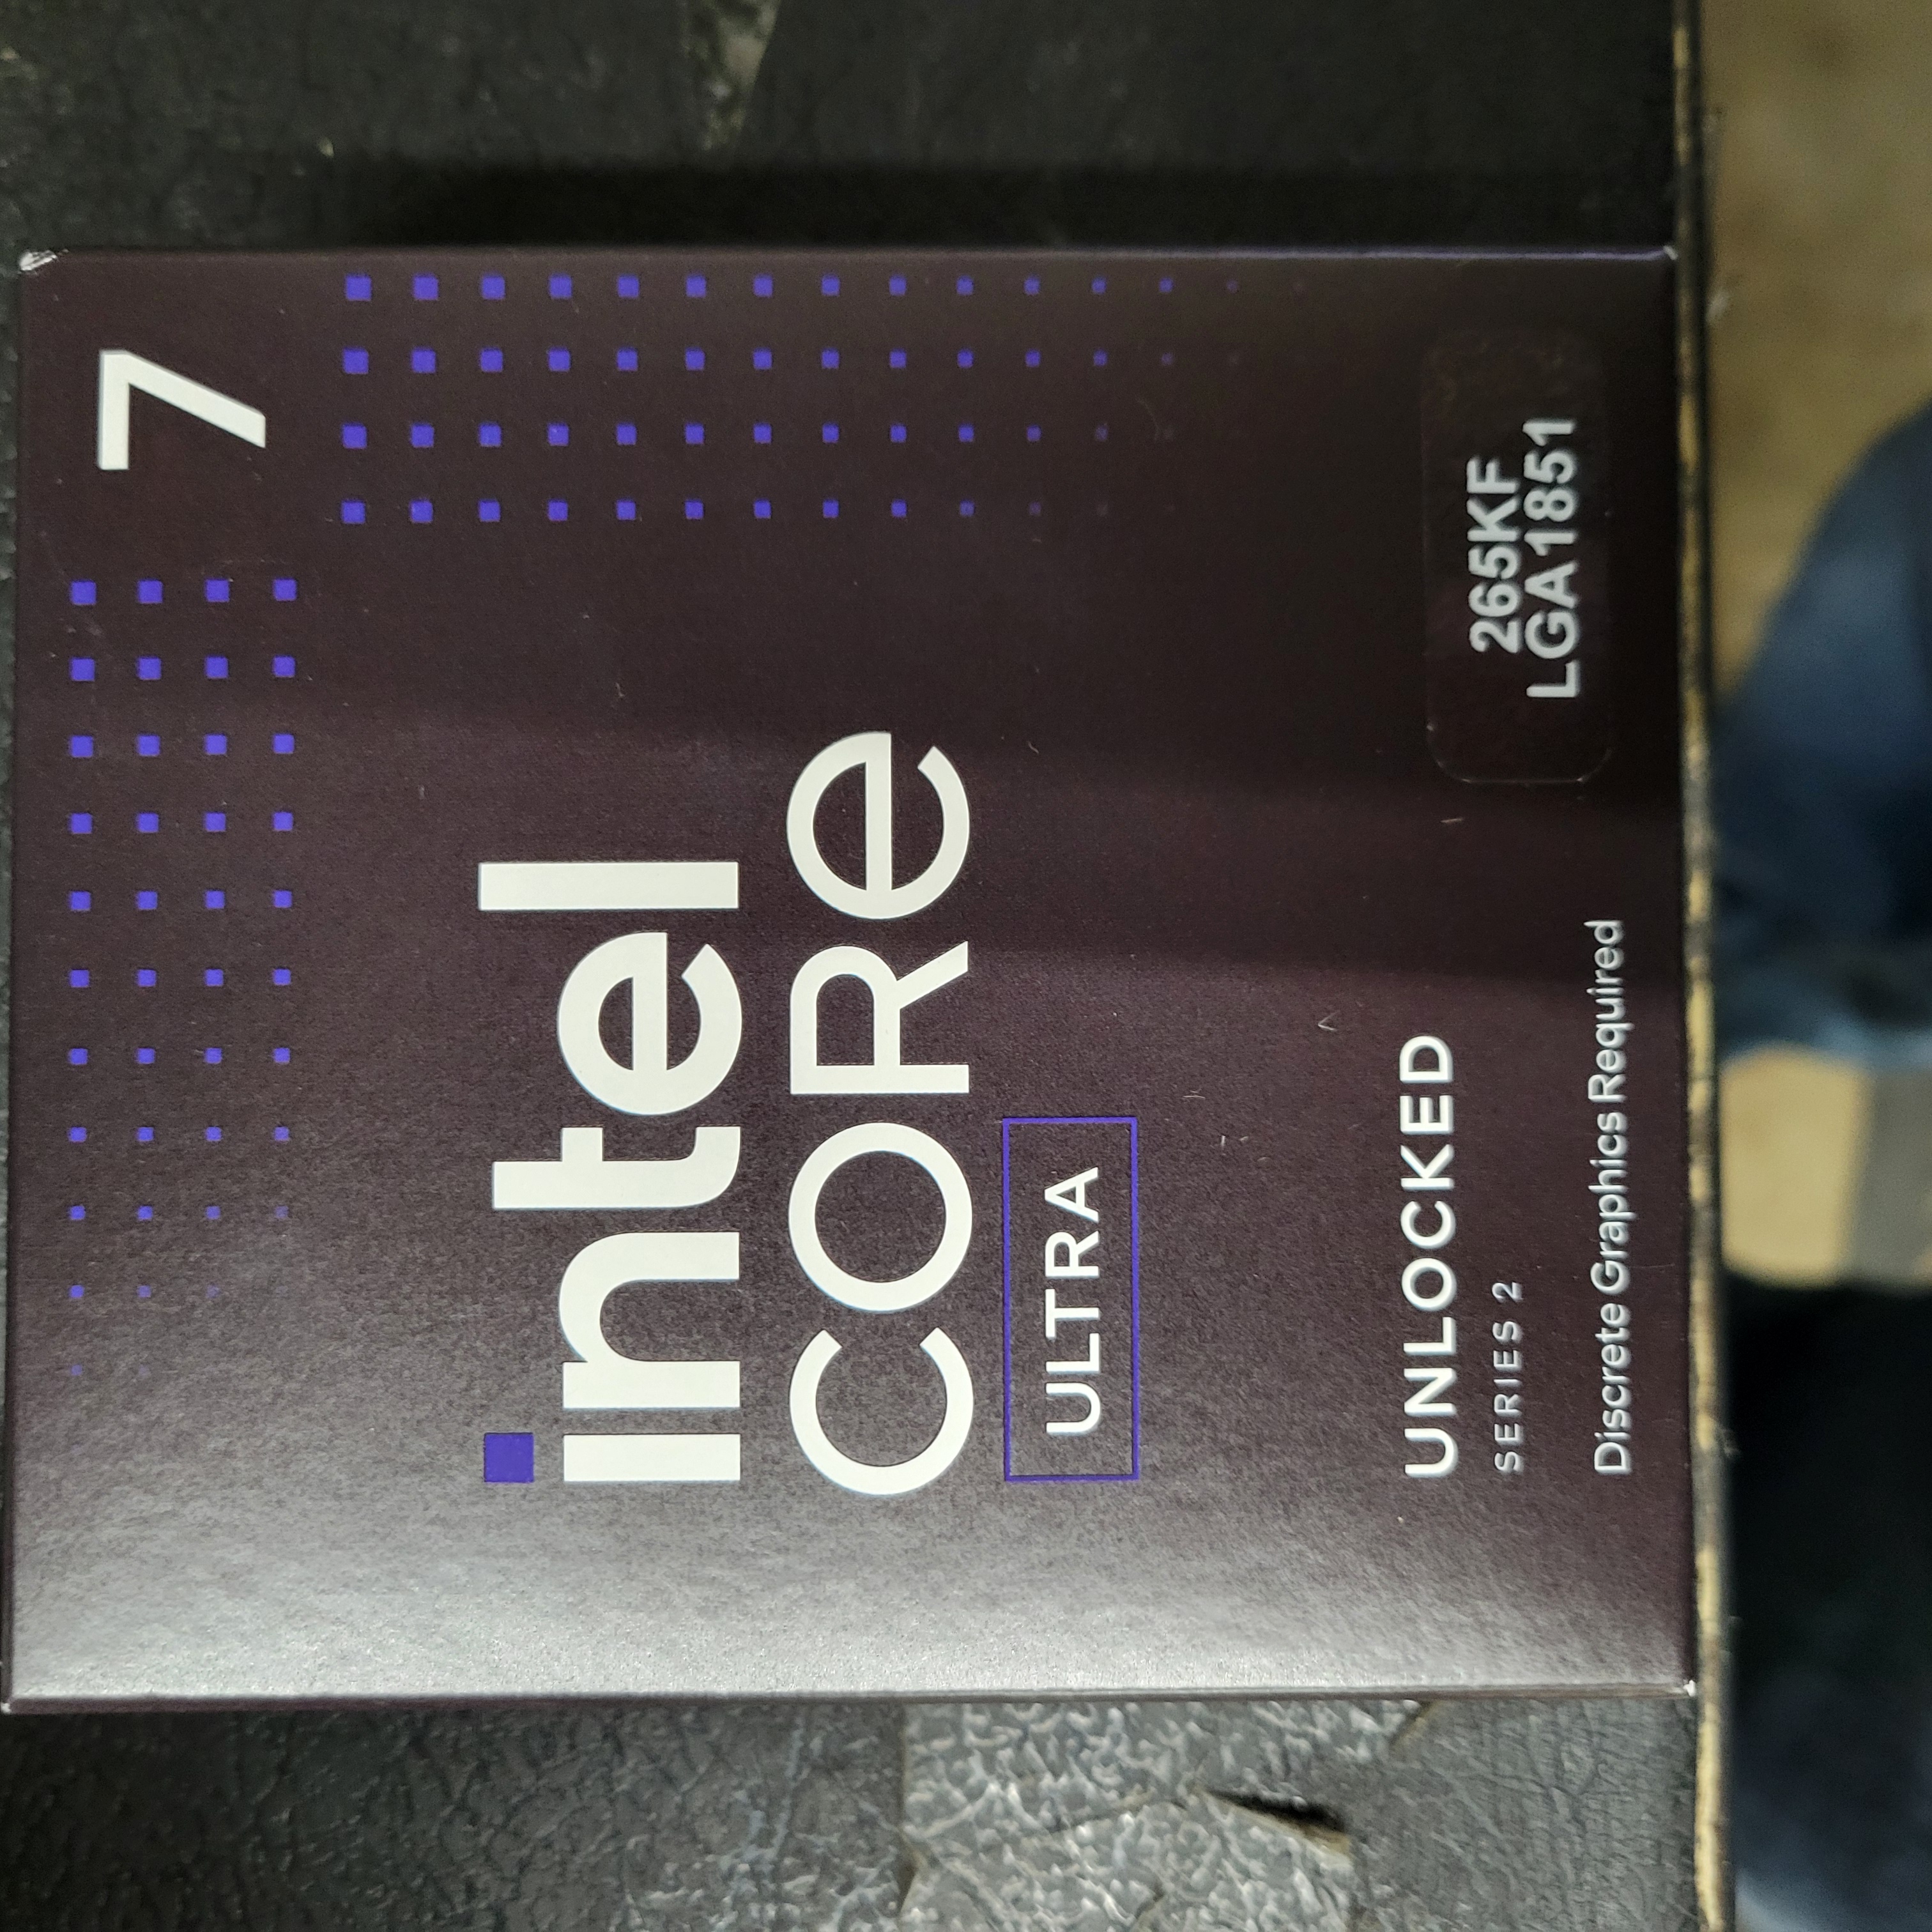 7
intel
CORe
ULTRA
UNLOCKED
SERIES 2
Discrete Graphics Required
265KF
LGA1851